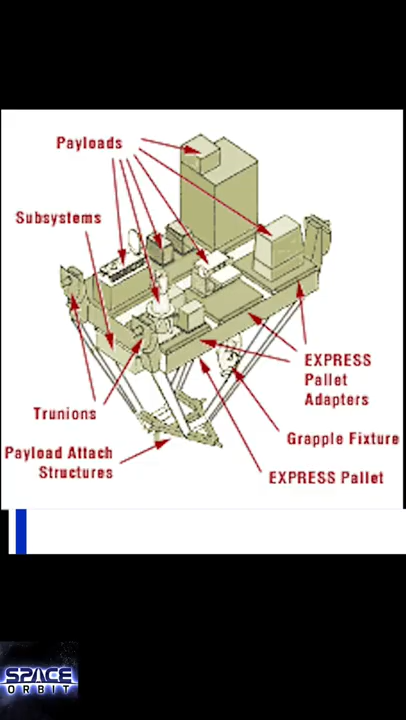 Payloads
Subsystems
Trunions
EXPRESS
Pallet
Adapters
Grapple Fixture
Payload Attach
Structures
EXPRESS Pallet
SPACE
ORBIT